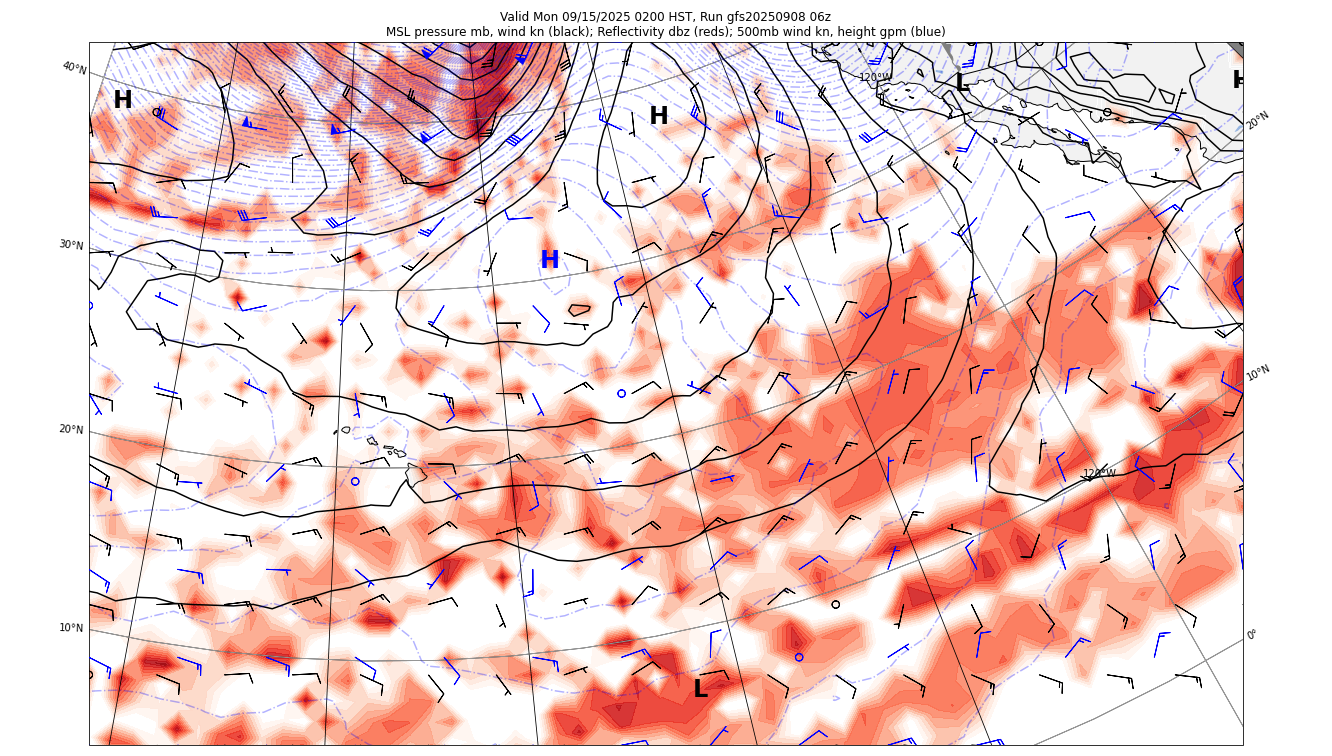 Valid Mon 09/15/2025 0200 HST, Run gfs20250908 06z
MSL pressure mb, wind kn (black); Reflectivity dbz (reds); 500mb wind kn, height gpm (blue)
40°N
H
H
120°W
L
H
20°N
30°N
H
10°N
20°N
120°W
10°N
0°
L